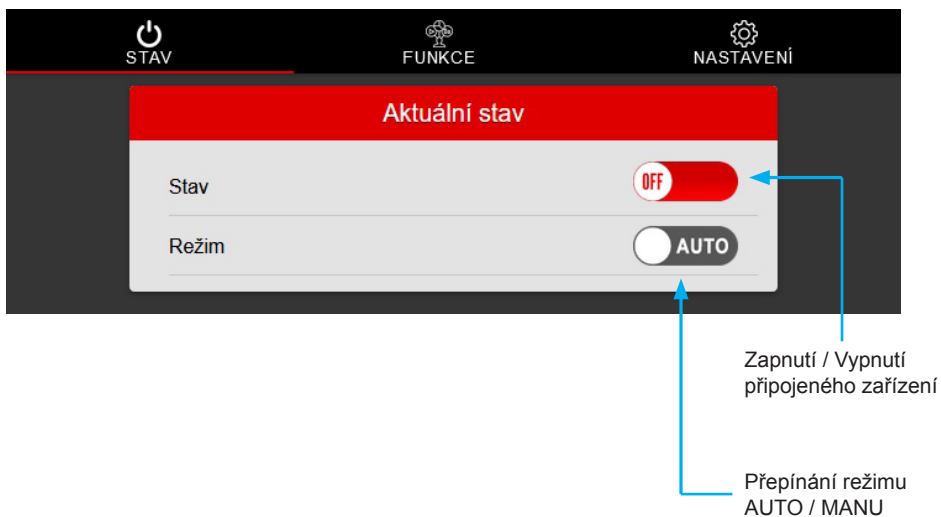 STAV
FUNKCE
NASTAVENÍ
Aktuální stav
Stav
OFF
Režim
AUTO
Zapnutí / Vypnutí
připojeného zařízení
Přepínání režimu
AUTO / MANU